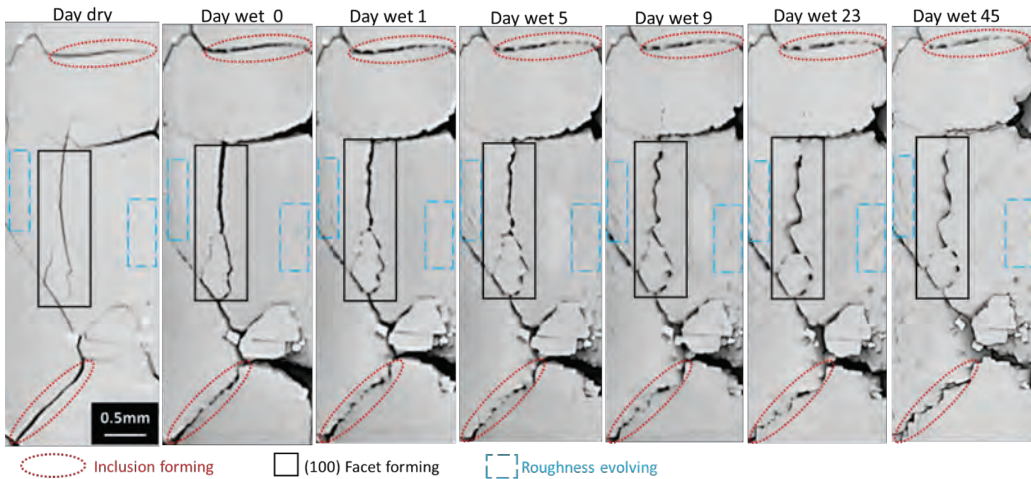 Day dry Day wet 0 Day wet 1 Day wet 5 Day wet 9 Day wet 23 Day wet 45
0.5mm
Inclusion forming (100) Facet forming Roughness evolving